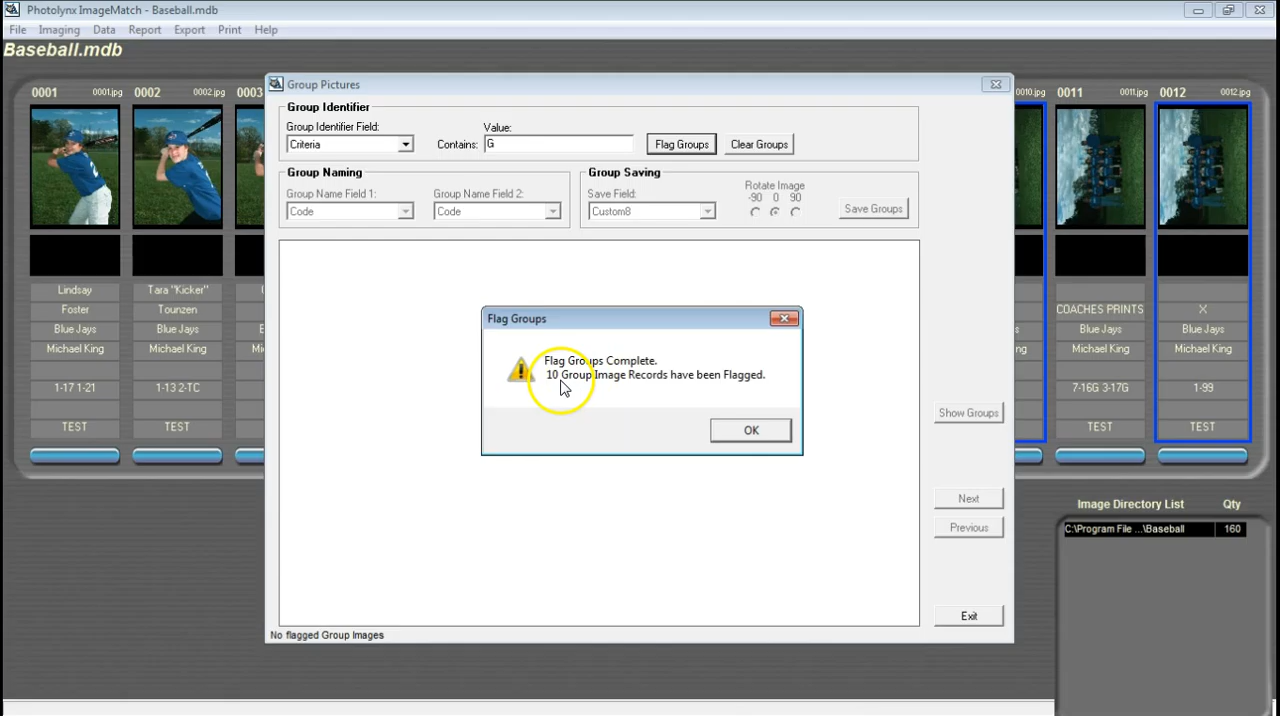 Photolynx ImageMatch - Baseball.mdb
File Imaging Data Report Export Print Help
Baseball.mdb
0001 0001.jpg 0002 0002.jpg 0003 0010.jpg 0011 0011.jpg 0012 0012.jpg
Group Pictures
Group Identifier
Group Identifier Field: Value:
Criteria Contains: G Flag Groups Clear Groups
Group Naming Group Saving
Group Name Field 1: Group Name Field 2: Save Field: Rotate Image
-90 0 90
Code Code Custom8 Save Groups
Lindsay Tara "Kicker"
Foster Tounzen COACHES PRINTS X
Blue Jays Blue Jays Blue Jays Blue Jays
Michael King Michael King Michael King Michael King
1-17 1-21 1-13 2-TC 7-16G 3-17G 1-99
TEST TEST TEST TEST
Flag Groups
Flag Groups Complete.
10 Group Image Records have been Flagged.
OK
Show Groups
Next
Previous
Exit
No flagged Group Images
Image Directory List Qty
C:\Program File ...\Baseball 160